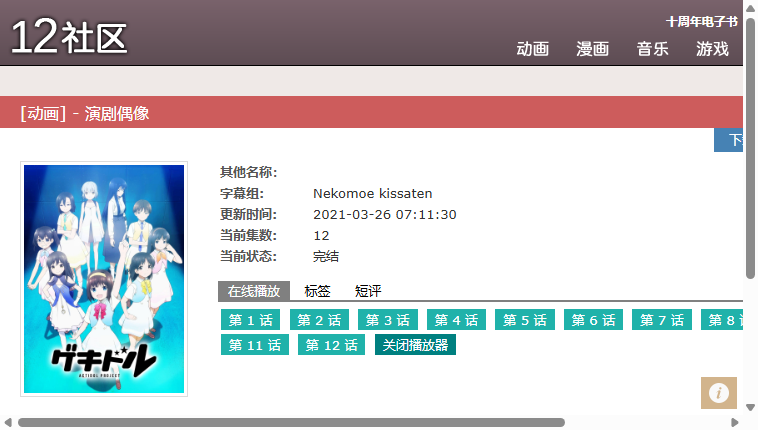 12社区
十周年电子书
动画 漫画 音乐 游戏
[动画] - 演剧偶像
其他名称:
字幕组: Nekomoe kissaten
更新时间: 2021-03-26 07:11:30
当前集数: 12
当前状态: 完结
在线播放 标签 短评
第 1 话 第 2 话 第 3 话 第 4 话 第 5 话 第 6 话 第 7 话 第 8
第 11 话 第 12 话 关闭播放器
ゲキドル
ACTIDOL PROJECT
i